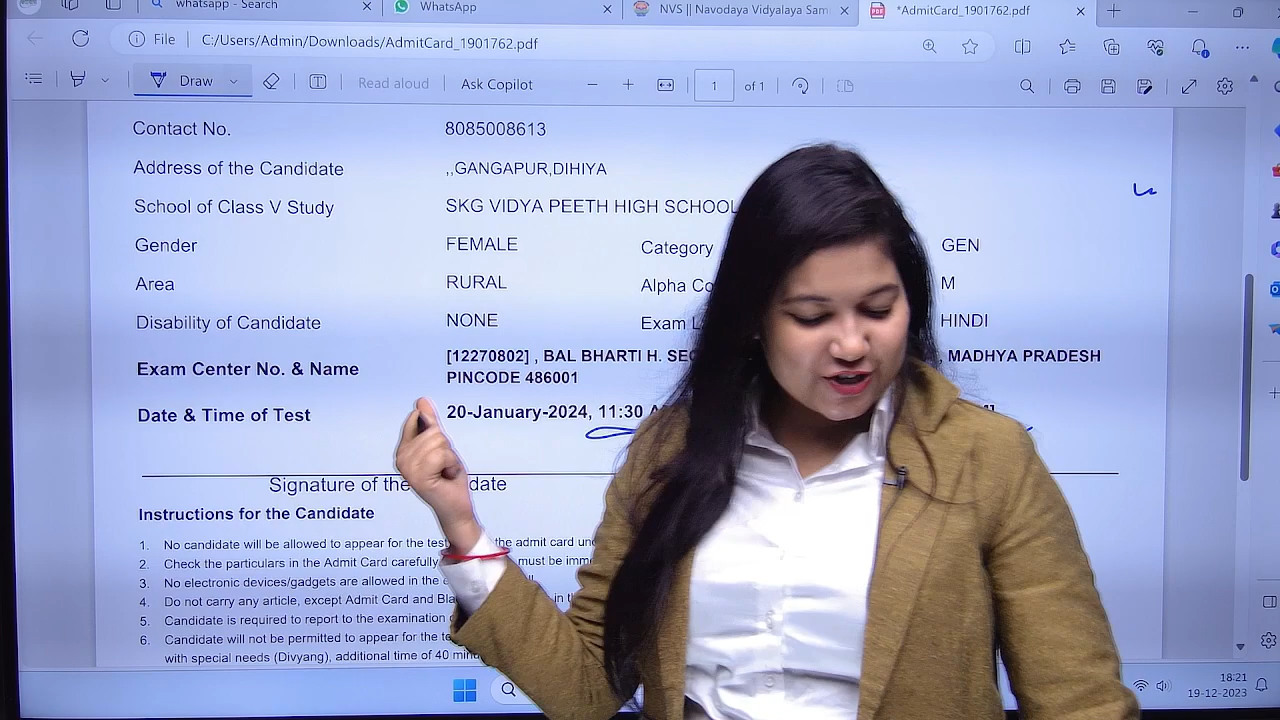 whatsapp - Search
WhatsApp
NVS || Navodaya Vidyalaya Sam
*AdmitCard_1901762.pdf
File
C:/Users/Admin/Downloads/AdmitCard_1901762.pdf
Draw
Read aloud
Ask Copilot
1
of 1
Contact No. 8085008613
Address of the Candidate ,,GANGAPUR,DIHIYA
School of Class V Study SKG VIDYA PEETH HIGH SCHOOL
Gender FEMALE Category GEN
Area RURAL Alpha Co M
Disability of Candidate NONE Exam L HINDI
Exam Center No. & Name [12270802] , BAL BHARTI H. SEC , MADHYA PRADESH
PINCODE 486001
Date & Time of Test 20-January-2024, 11:30 A
Signature of the date
Instructions for the Candidate
1. No candidate will be allowed to appear for the test the admit card und
2. Check the particulars in the Admit Card carefully must be imme
3. No electronic devices/gadgets are allowed in the
4. Do not carry any article, except Admit Card and Bla in t
5. Candidate is required to report to the examination
6. Candidate will not be permitted to appear for the te
with special needs (Divyang), additional time of 40 minu
18:21
19-12-2023